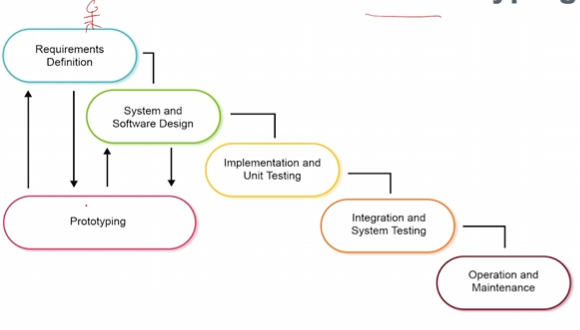 Requirements
Definition
System and
Software Design
Implementation and
Unit Testing
Prototyping
Integration and
System Testing
Operation and
Maintenance